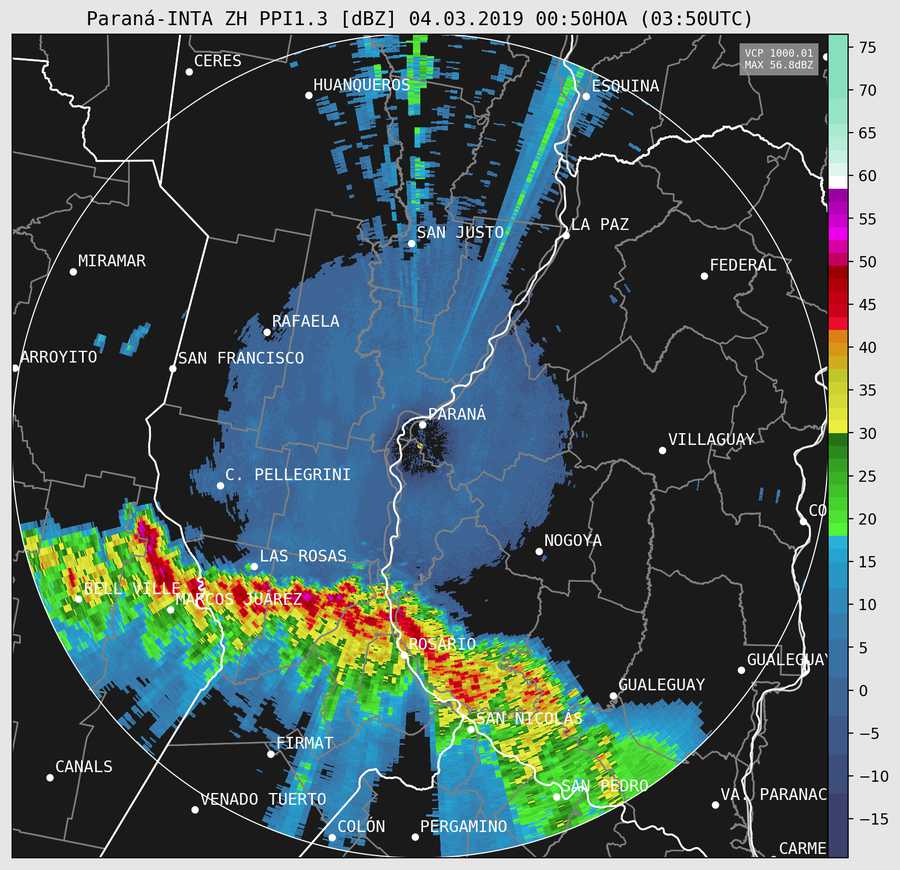 Paraná-INTA ZH PPI1.3 [dBZ] 04.03.2019 00:50HOA (03:50UTC)
VCP 1000.01
MAX 56.8dBZ
75
70
65
60
55
50
45
40
35
30
25
20
15
10
5
0
−5
−10
−15
CERES
HUANQUEROS
ESQUINA
SAN JUSTO
LA PAZ
MIRAMAR
FEDERAL
RAFAELA
ARROYITO
SAN FRANCISCO
PARANÁ
VILLAGUAY
C. PELLEGRINI
CO
NOGOYA
LAS ROSAS
BELL VILLE
MARCOS JUÁREZ
ROSARIO
GUALEGUAY
GUALEGUAY
SAN NICOLÁS
FIRMAT
CANALS
SAN PEDRO
VENADO TUERTO
VA. PARANAC
COLÓN
PERGAMINO
CARME